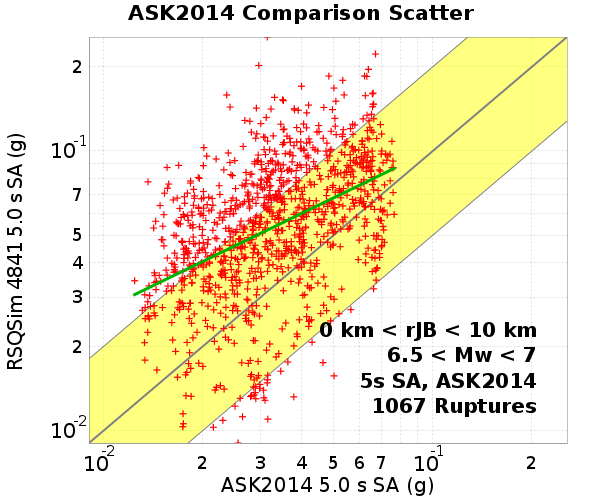 ASK2014 Comparison Scatter
RSQSim 4841 5.0 s SA (g)
2
10-1
7
5
4
3
2
10-2
0 km < rJB < 10 km
6.5 < Mw < 7
5s SA, ASK2014
1067 Ruptures
10-2 2 3 4 5 6 7 10-1 2
ASK2014 5.0 s SA (g)